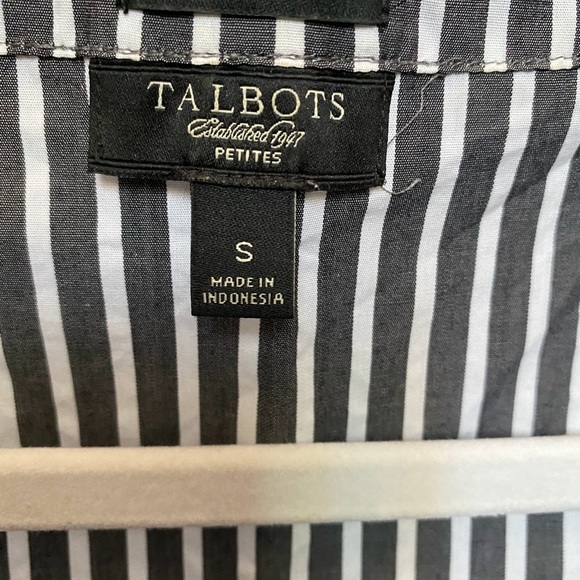 TALBOTS
Established 1947
PETITES
S
MADE IN
INDONESIA